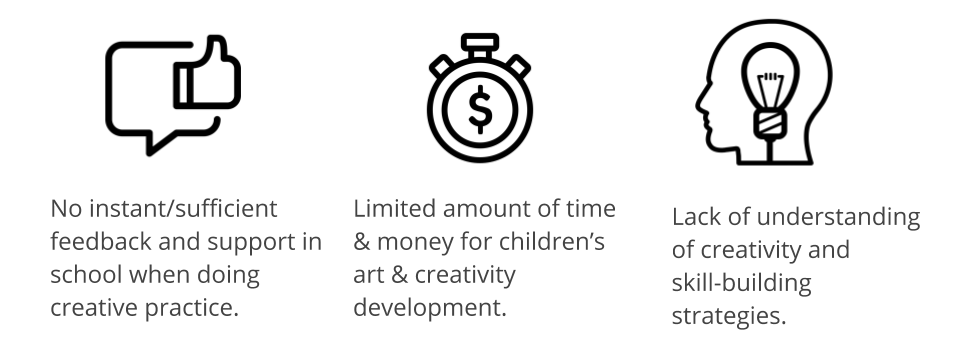 $
No instant/sufficient
feedback and support in
school when doing
creative practice.
Limited amount of time
& money for children’s
art & creativity
development.
Lack of understanding
of creativity and
skill-building
strategies.